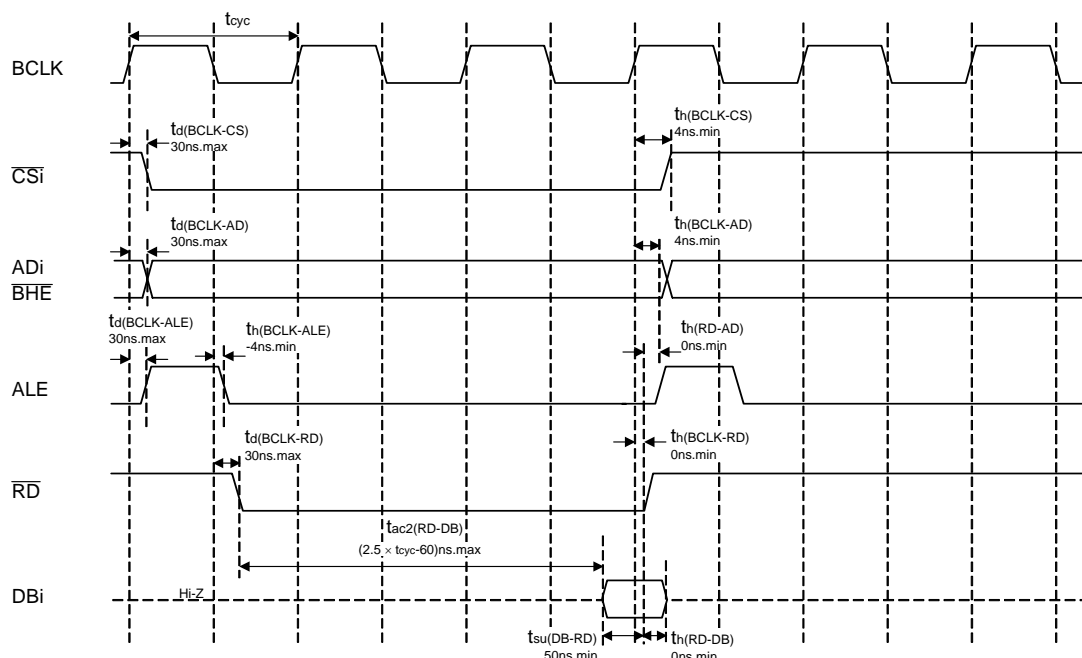 tcyc
BCLK
td(BCLK-CS)
30ns.max
th(BCLK-CS)
4ns.min
CSi
td(BCLK-AD)
30ns.max
th(BCLK-AD)
4ns.min
ADi
BHE
td(BCLK-ALE)
30ns.max
th(BCLK-ALE)
-4ns.min
th(RD-AD)
0ns.min
ALE
td(BCLK-RD)
30ns.max
th(BCLK-RD)
0ns.min
RD
tac2(RD-DB)
(2.5 × tcyc-60)ns.max
Hi-Z
DBi
tsu(DB-RD)
50ns.min
th(RD-DB)
0ns.min